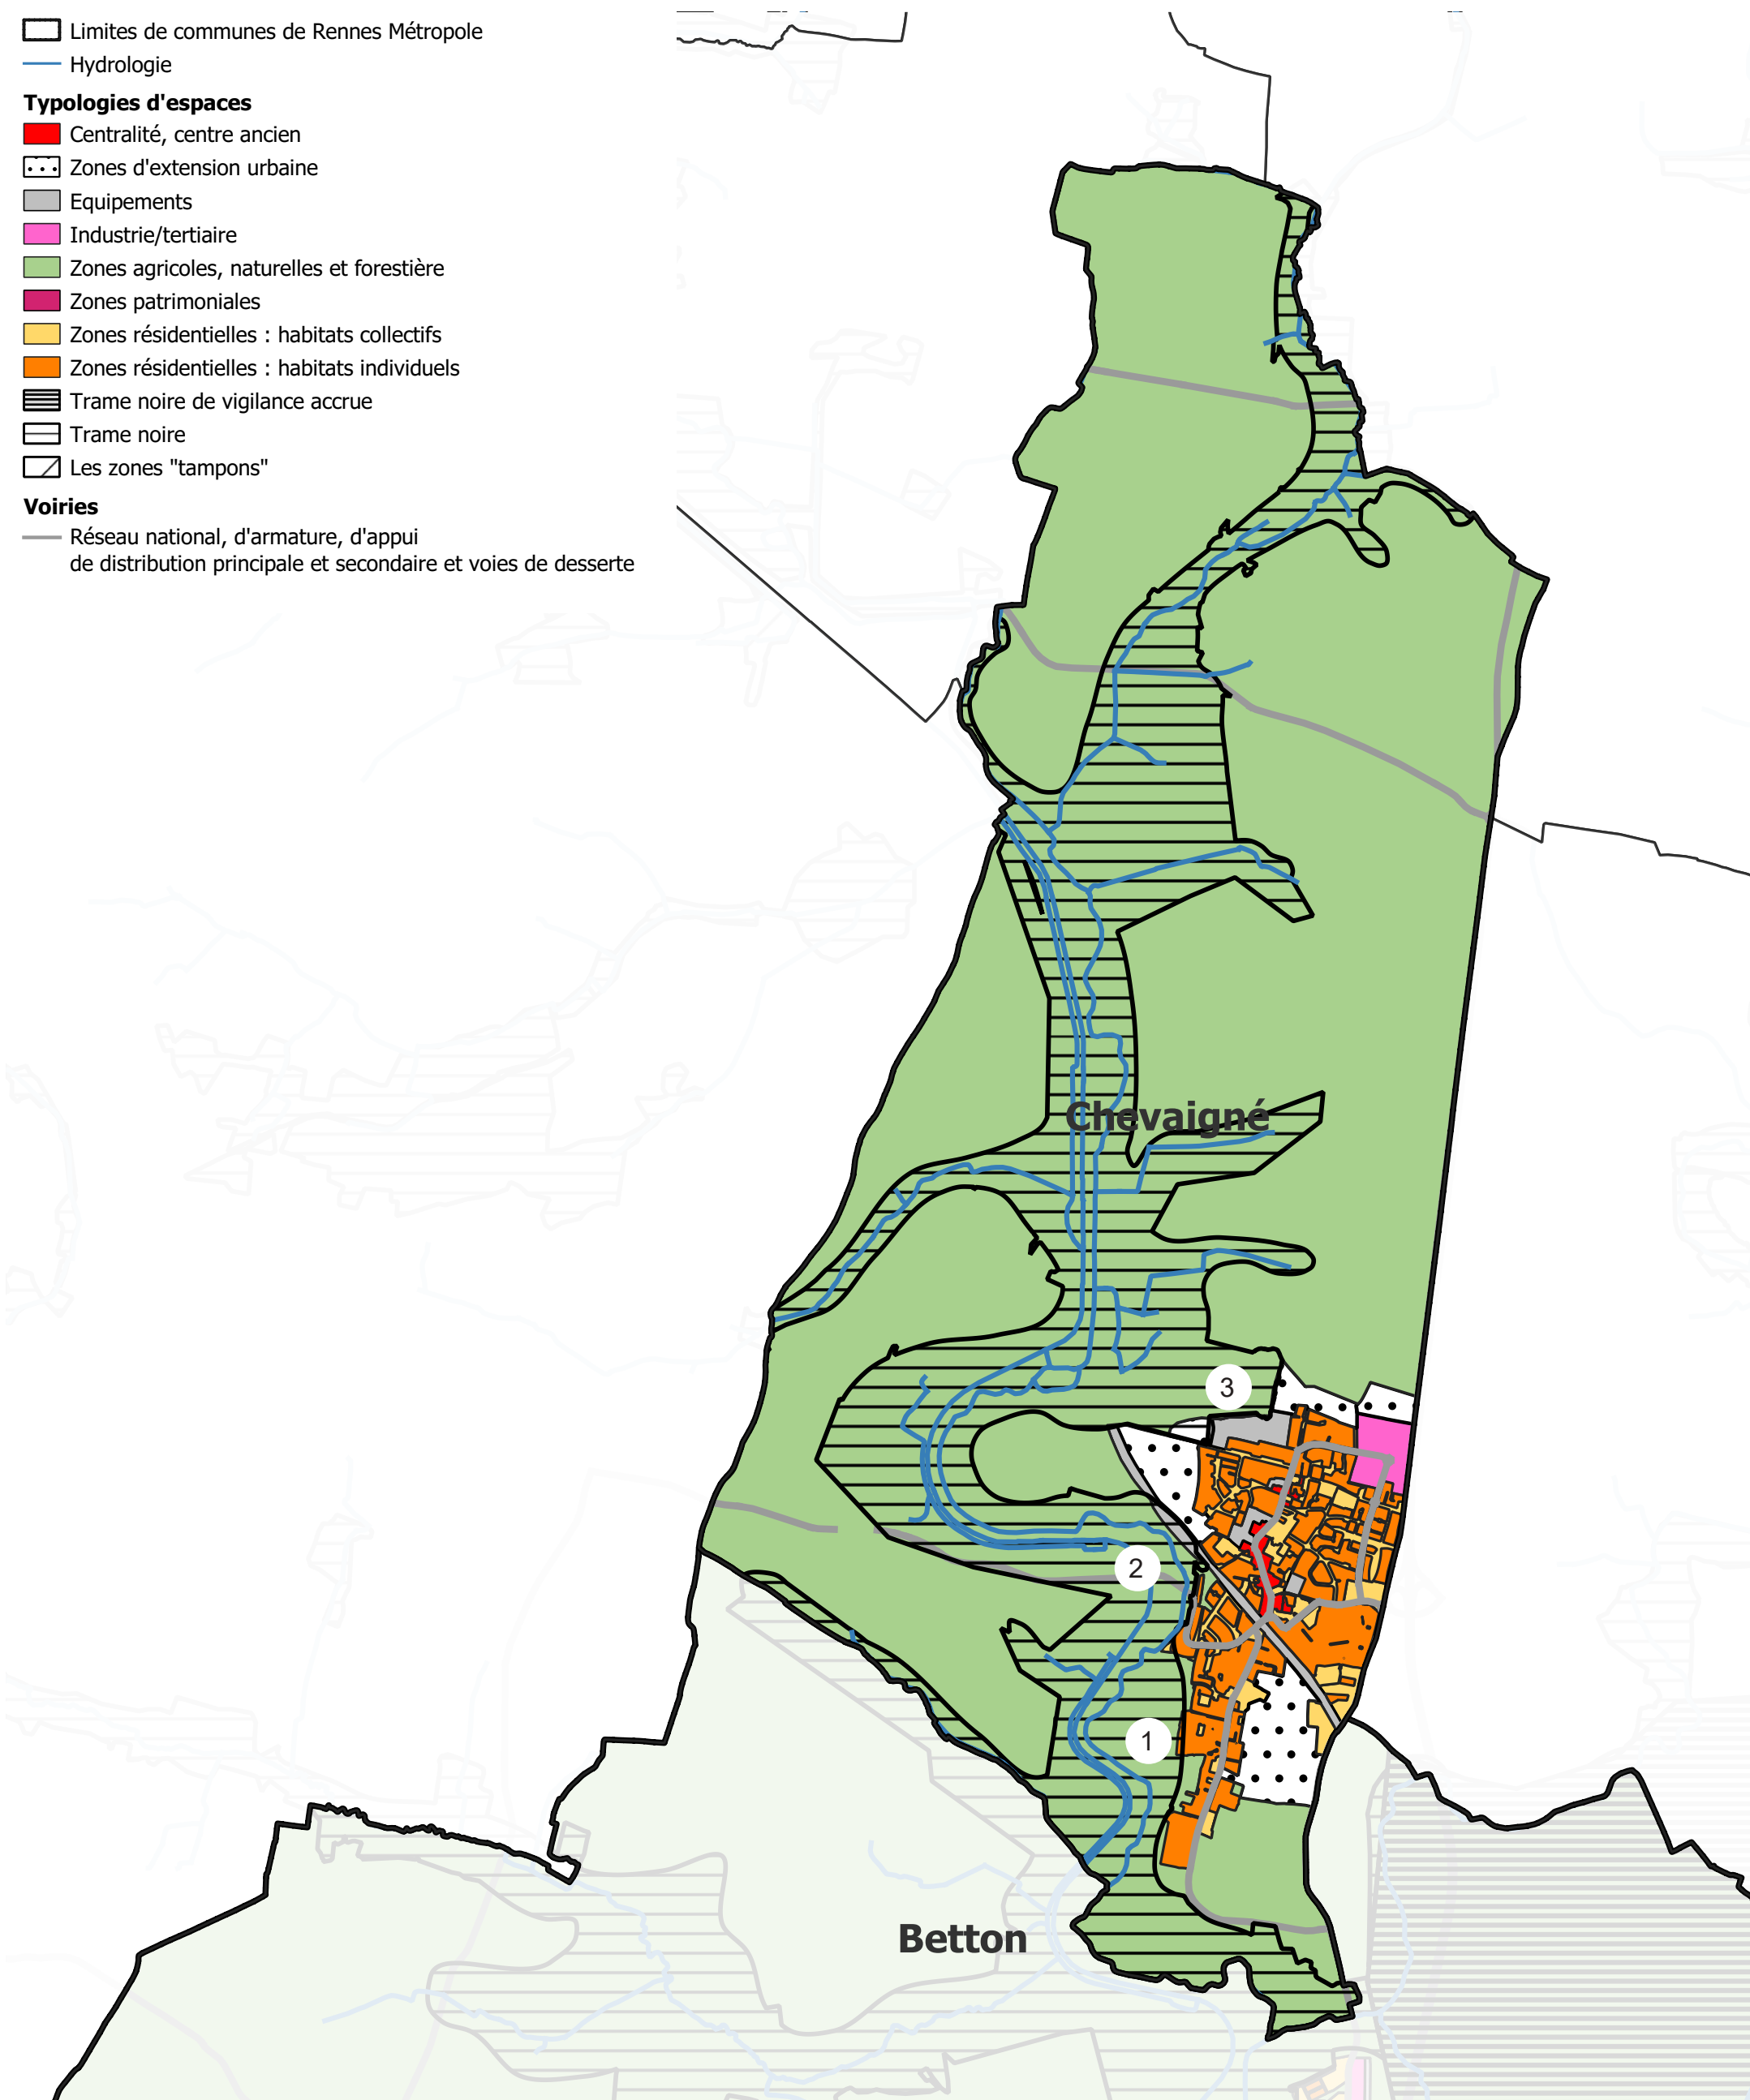 Limites de communes de Rennes Métropole
Hydrologie
Typologies d'espaces
Centralité, centre ancien
Zones d'extension urbaine
Equipements
Industrie/tertiaire
Zones agricoles, naturelles et forestière
Zones patrimoniales
Zones résidentielles : habitats collectifs
Zones résidentielles : habitats individuels
Trame noire de vigilance accrue
Trame noire
Les zones "tampons"
Voiries
Réseau national, d'armature, d'appui
de distribution principale et secondaire et voies de desserte
Chevaigné
3
2
1
Betton